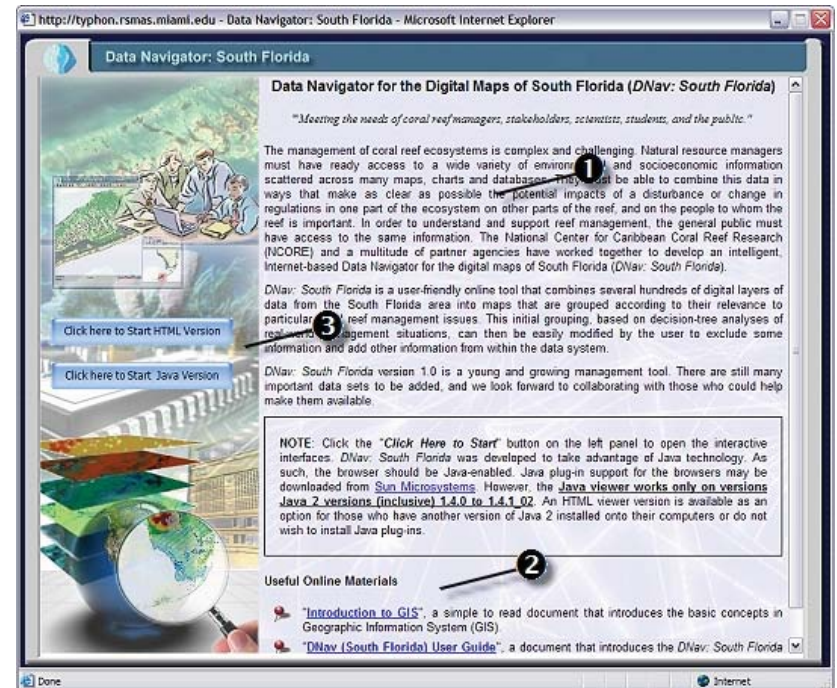 http://typhon.rsmas.miami.edu - Data Navigator: South Florida - Microsoft Internet Explorer
Data Navigator: South Florida
Data Navigator for the Digital Maps of South Florida (DNav: South Florida)
"Meeting the needs of coral reef managers, stakeholders, scientists, students, and the public."
The management of coral reef ecosystems is complex and challenging. Natural resource managers
must have ready access to a wide variety of and socioeconomic information
scattered across many maps, charts and databases. They must be able to combine this data in
ways that make as clear as possible the potential impacts of a disturbance or change in
regulations in one part of the ecosystem on other parts of the reef, and on the people to whom the
reef is important. In order to understand and support reef management, the general public must
have access to the same information. The National Center for Caribbean Coral Reef Research
(NCORE) and a multitude of partner agencies have worked together to develop an intelligent,
Internet-based Data Navigator for the digital maps of South Florida (DNav: South Florida).
DNav: South Florida is a user-friendly online tool that combines several hundreds of digital layers of
data from the South Florida area into maps that are grouped according to their relevance to
particular reef management issues. This initial grouping, based on decision-tree analyses of
management situations, can then be easily modified by the user to exclude some
information and add other information from within the data system.
DNav: South Florida version 1.0 is a young and growing management tool. There are still many
important data sets to be added, and we look forward to collaborating with those who could help
make them available.
NOTE: Click the "Click Here to Start" button on the left panel to open the interactive
interfaces. DNav: South Florida was developed to take advantage of Java technology. As
such, the browser should be Java-enabled. Java plug-in support for the browsers may be
downloaded from Sun Microsystems. However, the Java viewer works only on versions
Java 2 versions (inclusive) 1.4.0 to 1.4.1_02. An HTML viewer version is available as an
option for those who have another version of Java 2 installed onto their computers or do not
wish to install Java plug-ins.
Useful Online Materials
"Introduction to GIS", a simple to read document that introduces the basic concepts in
Geographic Information System (GIS).
"DNav (South Florida) User Guide", a document that introduces the DNav: South Florida
Click here to Start HTML Version
Click here to Start Java Version
1
2
3
Done
Internet